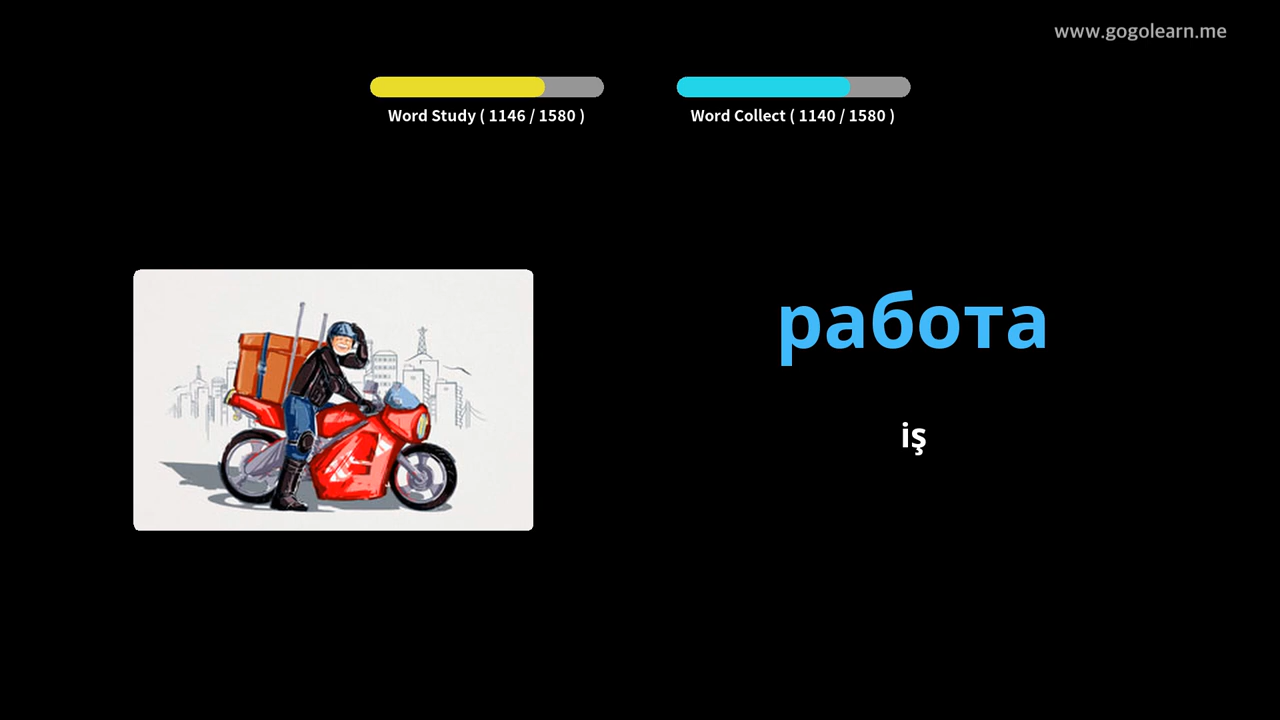 www.gogolearn.me
Word Study ( 1146 / 1580 )
Word Collect ( 1140 / 1580 )
работа
iş